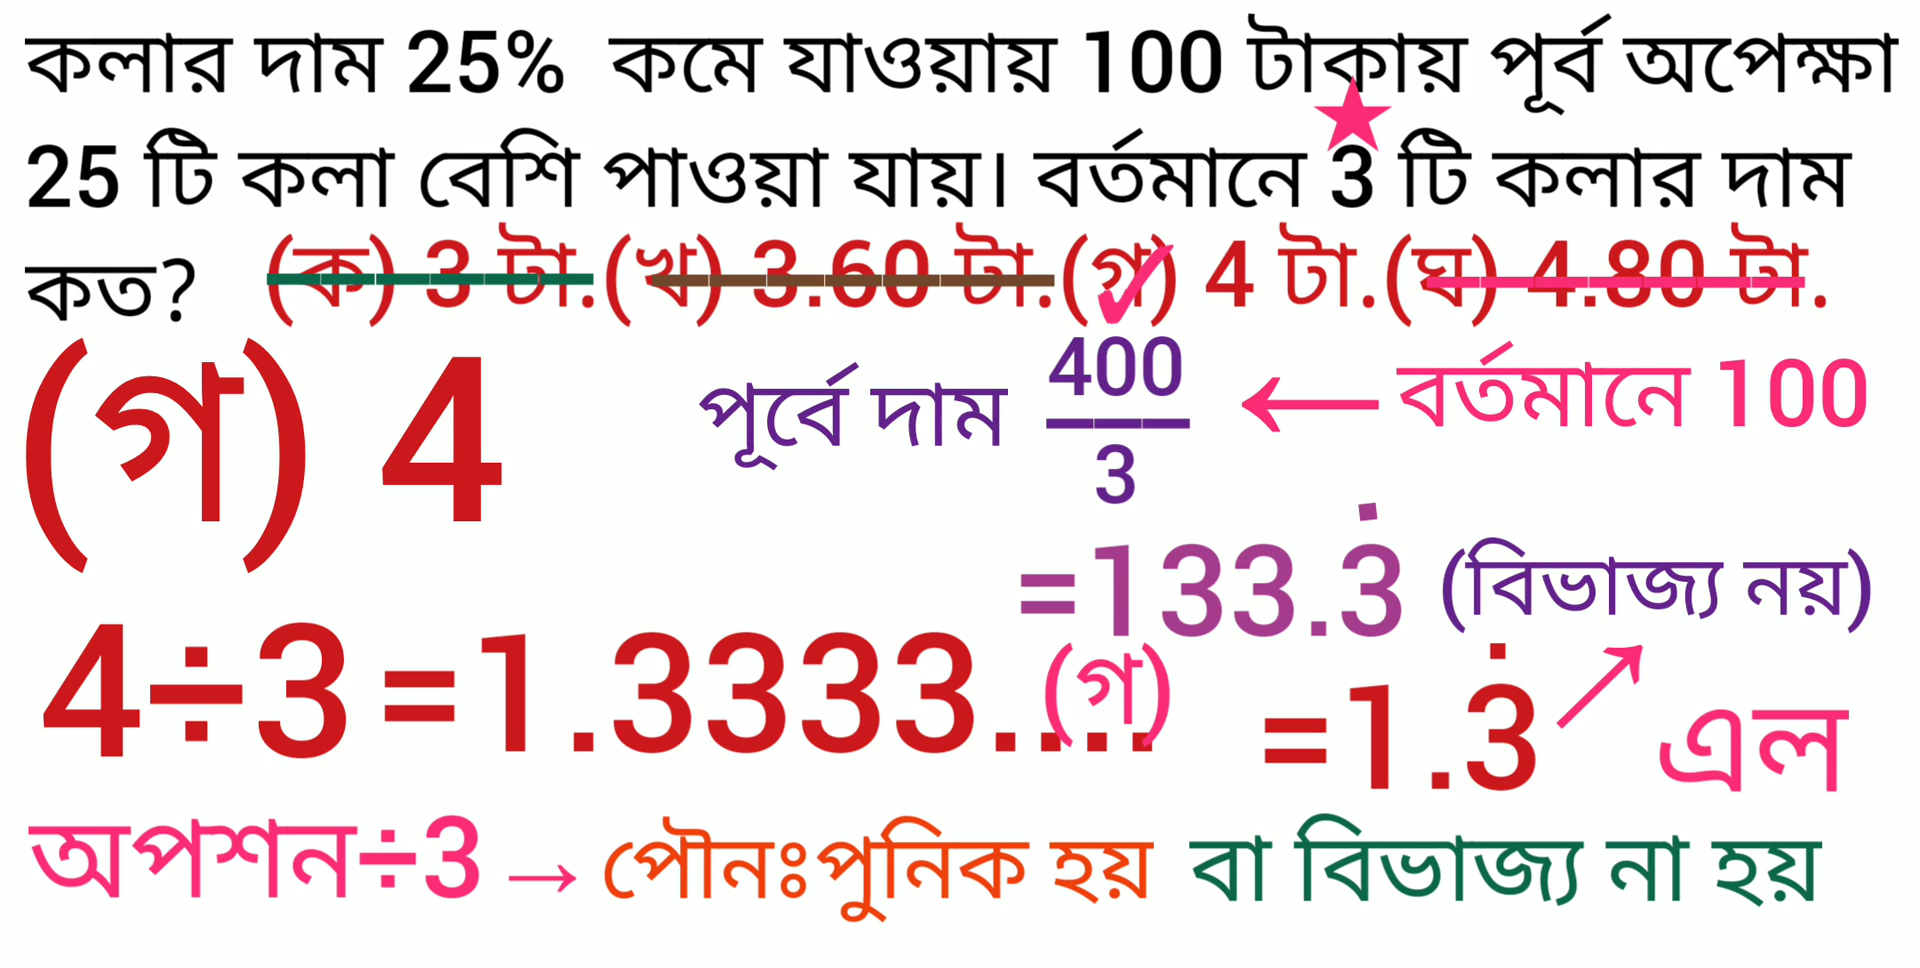 কলার দাম 25% কমে যাওয়ায় 100 টাকায় পূর্ব অপেক্ষা
25 টি কলা বেশি পাওয়া যায়। বর্তমানে 3 টি কলার দাম
কত? (ক) 3 টা.(খ) 3.60 টা.(গ) 4 টা.(ঘ) 4.80 টা.
(গ) 4
পূর্বে দাম 400/3 ← বর্তমানে 100
=133.3̇ (বিভাজ্য নয়)
4÷3=1.3333.... (গ) =1.3̇ ↗ এল
অপশন÷3 → পৌনঃপুনিক হয় বা বিভাজ্য না হয়